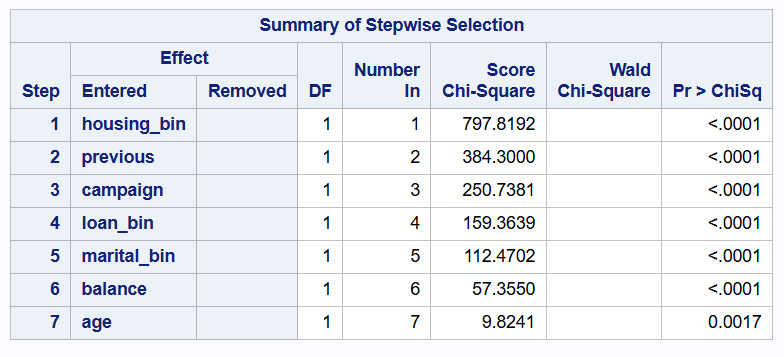 Summary of Stepwise Selection
Step Effect DF Number In Score Chi-Square Wald Chi-Square Pr > ChiSq
Entered Removed
1 housing_bin 1 1 797.8192 <.0001
2 previous 1 2 384.3000 <.0001
3 campaign 1 3 250.7381 <.0001
4 loan_bin 1 4 159.3639 <.0001
5 marital_bin 1 5 112.4702 <.0001
6 balance 1 6 57.3550 <.0001
7 age 1 7 9.8241 0.0017